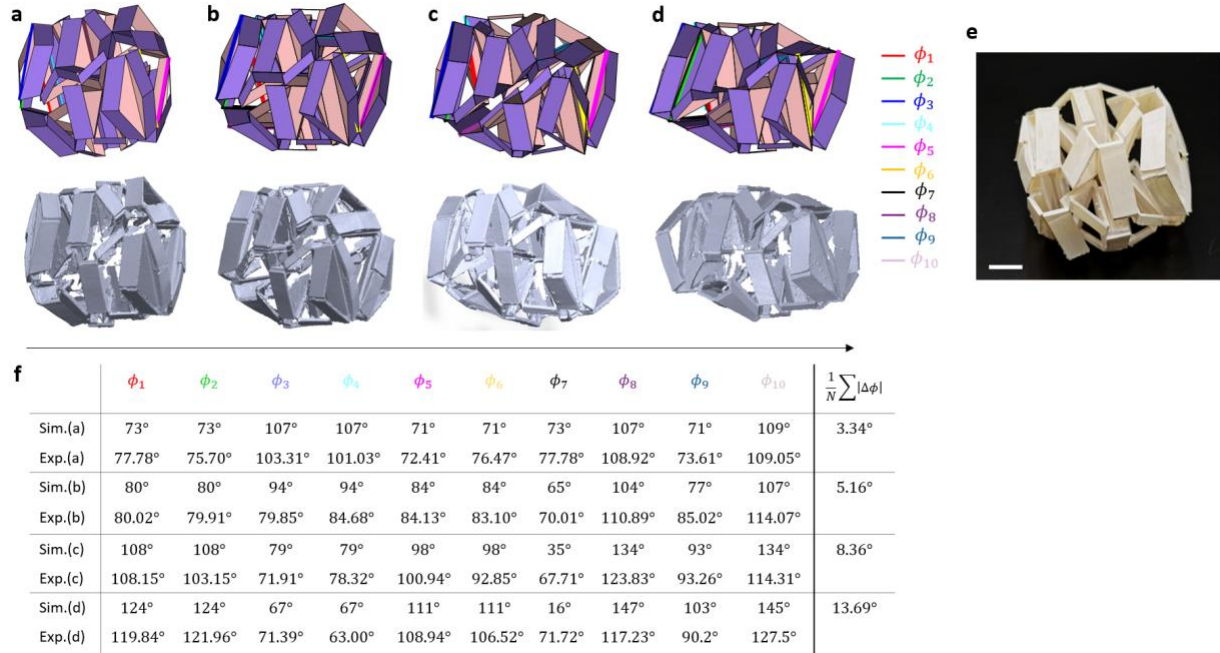 a b c d e
ϕ1
ϕ2
ϕ3
ϕ4
ϕ5
ϕ6
ϕ7
ϕ8
ϕ9
ϕ10
f ϕ1 ϕ2 ϕ3 ϕ4 ϕ5 ϕ6 ϕ7 ϕ8 ϕ9 ϕ10 1/N ∑|Δϕ|
Sim.(a) 73° 73° 107° 107° 71° 71° 73° 107° 71° 109° 3.34°
Exp.(a) 77.78° 75.70° 103.31° 101.03° 72.41° 76.47° 77.78° 108.92° 73.61° 109.05°
Sim.(b) 80° 80° 94° 94° 84° 84° 65° 104° 77° 107° 5.16°
Exp.(b) 80.02° 79.91° 79.85° 84.68° 84.13° 83.10° 70.01° 110.89° 85.02° 114.07°
Sim.(c) 108° 108° 79° 79° 98° 98° 35° 134° 93° 134° 8.36°
Exp.(c) 108.15° 103.15° 71.91° 78.32° 100.94° 92.85° 67.71° 123.83° 93.26° 114.31°
Sim.(d) 124° 124° 67° 67° 111° 111° 16° 147° 103° 145° 13.69°
Exp.(d) 119.84° 121.96° 71.39° 63.00° 108.94° 106.52° 71.72° 117.23° 90.2° 127.5°